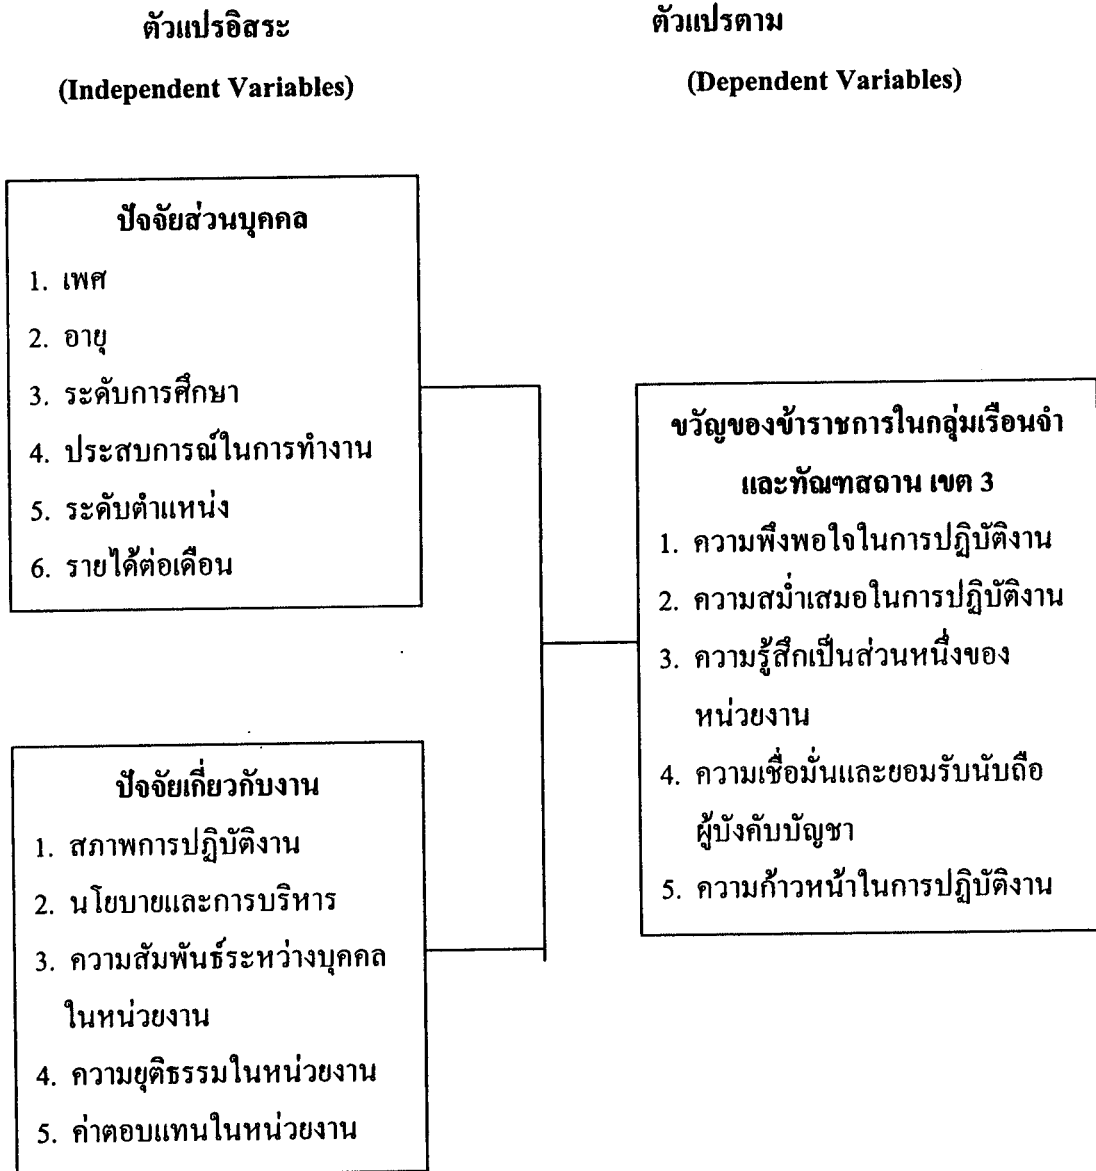 ตัวแปรอิสระ
(Independent Variables)
ตัวแปรตาม
(Dependent Variables)
ปัจจัยส่วนบุคคล
1. เพศ
2. อายุ
3. ระดับการศึกษา
4. ประสบการณ์ในการทำงาน
5. ระดับตำแหน่ง
6. รายได้ต่อเดือน
ปัจจัยเกี่ยวกับงาน
1. สภาพการปฏิบัติงาน
2. นโยบายและการบริหาร
3. ความสัมพันธ์ระหว่างบุคคล
ในหน่วยงาน
4. ความยุติธรรมในหน่วยงาน
5. ค่าตอบแทนในหน่วยงาน
ขวัญของข้าราชการในกลุ่มเรือนจำ
และทัณฑสถาน เขต 3
1. ความพึงพอใจในการปฏิบัติงาน
2. ความสม่ำเสมอในการปฏิบัติงาน
3. ความรู้สึกเป็นส่วนหนึ่งของ
หน่วยงาน
4. ความเชื่อมั่นและยอมรับนับถือ
ผู้บังคับบัญชา
5. ความก้าวหน้าในการปฏิบัติงาน